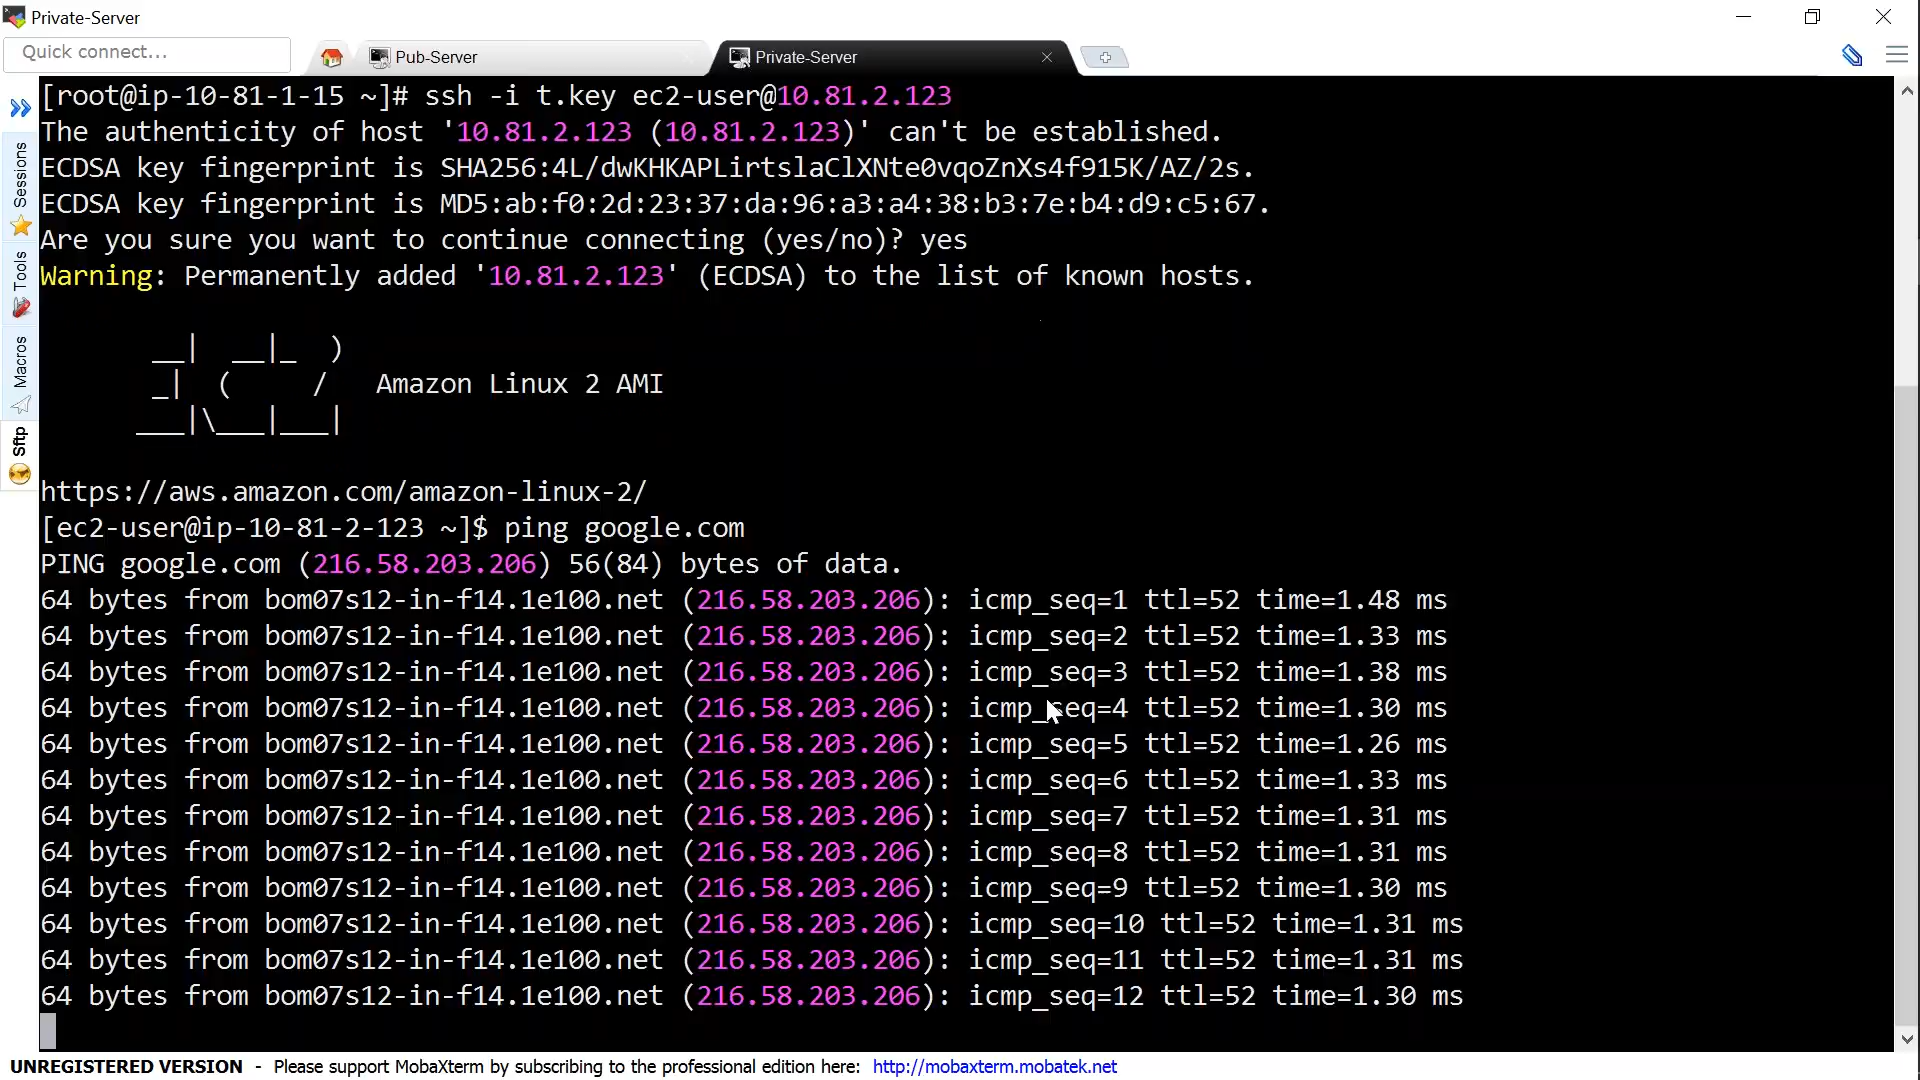 Private-Server
Quick connect...
Pub-Server
Private-Server
Sessions
Tools
Macros
Sftp
[root@ip-10-81-1-15 ~]# ssh -i t.key ec2-user@10.81.2.123
The authenticity of host '10.81.2.123 (10.81.2.123)' can't be established.
ECDSA key fingerprint is SHA256:4L/dwKHKAPLirtslaClXNte0vqoZnXs4f915K/AZ/2s.
ECDSA key fingerprint is MD5:ab:f0:2d:23:37:da:96:a3:a4:38:b3:7e:b4:d9:c5:67.
Are you sure you want to continue connecting (yes/no)? yes
Warning: Permanently added '10.81.2.123' (ECDSA) to the list of known hosts.
       __|  __|_  )
       _|  (     /   Amazon Linux 2 AMI
      ___|\___|___|
https://aws.amazon.com/amazon-linux-2/
[ec2-user@ip-10-81-2-123 ~]$ ping google.com
PING google.com (216.58.203.206) 56(84) bytes of data.
64 bytes from bom07s12-in-f14.1e100.net (216.58.203.206): icmp_seq=1 ttl=52 time=1.48 ms
64 bytes from bom07s12-in-f14.1e100.net (216.58.203.206): icmp_seq=2 ttl=52 time=1.33 ms
64 bytes from bom07s12-in-f14.1e100.net (216.58.203.206): icmp_seq=3 ttl=52 time=1.38 ms
64 bytes from bom07s12-in-f14.1e100.net (216.58.203.206): icmp_seq=4 ttl=52 time=1.30 ms
64 bytes from bom07s12-in-f14.1e100.net (216.58.203.206): icmp_seq=5 ttl=52 time=1.26 ms
64 bytes from bom07s12-in-f14.1e100.net (216.58.203.206): icmp_seq=6 ttl=52 time=1.33 ms
64 bytes from bom07s12-in-f14.1e100.net (216.58.203.206): icmp_seq=7 ttl=52 time=1.31 ms
64 bytes from bom07s12-in-f14.1e100.net (216.58.203.206): icmp_seq=8 ttl=52 time=1.31 ms
64 bytes from bom07s12-in-f14.1e100.net (216.58.203.206): icmp_seq=9 ttl=52 time=1.30 ms
64 bytes from bom07s12-in-f14.1e100.net (216.58.203.206): icmp_seq=10 ttl=52 time=1.31 ms
64 bytes from bom07s12-in-f14.1e100.net (216.58.203.206): icmp_seq=11 ttl=52 time=1.31 ms
64 bytes from bom07s12-in-f14.1e100.net (216.58.203.206): icmp_seq=12 ttl=52 time=1.30 ms
UNREGISTERED VERSION - Please support MobaXterm by subscribing to the professional edition here: http://mobaxterm.mobatek.net